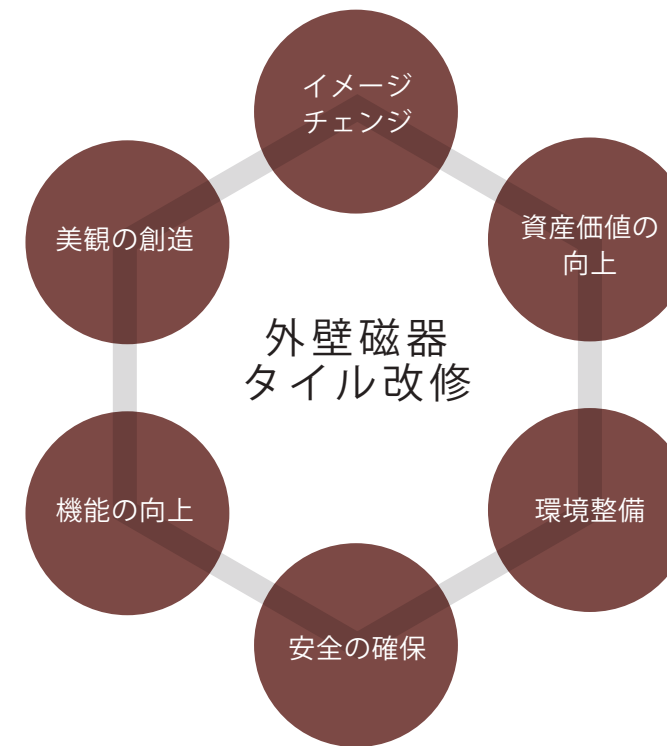 イメージ
チェンジ
資産価値の
向上
美観の創造
外壁磁器
タイル改修
機能の向上
環境整備
安全の確保